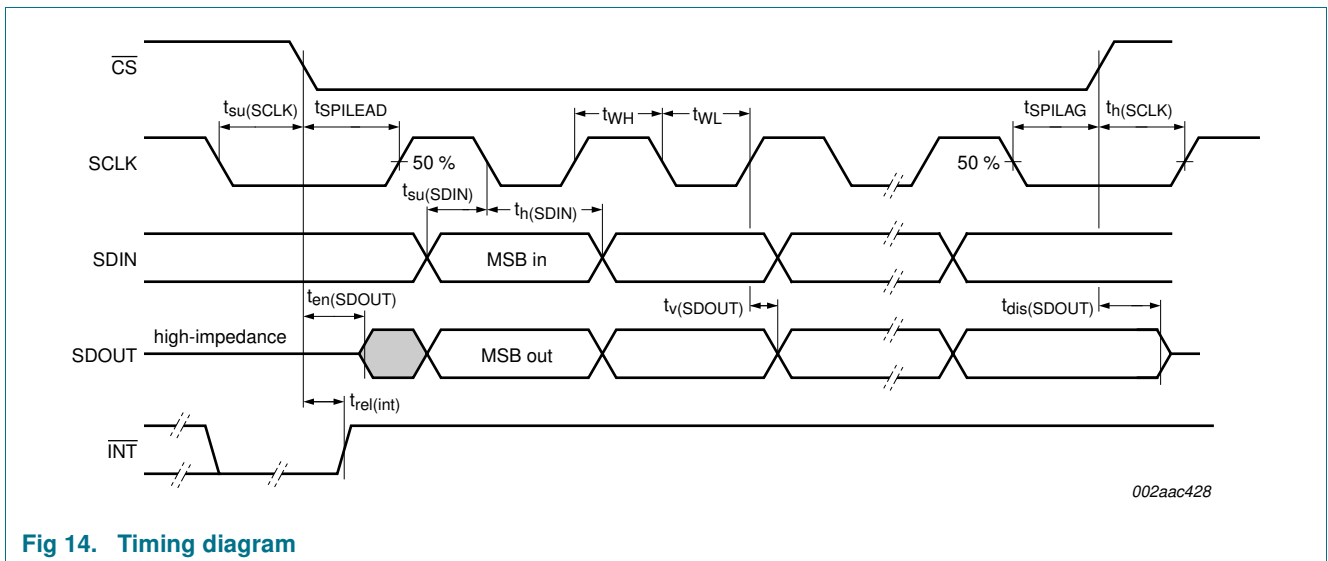 CS
tsu(SCLK) tSPILEAD tWH tWL tSPILAG th(SCLK)
SCLK 50 % 50 %
tsu(SDIN) th(SDIN)
SDIN MSB in
ten(SDOUT) tv(SDOUT) tdis(SDOUT)
high-impedance
SDOUT MSB out
trel(int)
INT
002aac428
Fig 14. Timing diagram